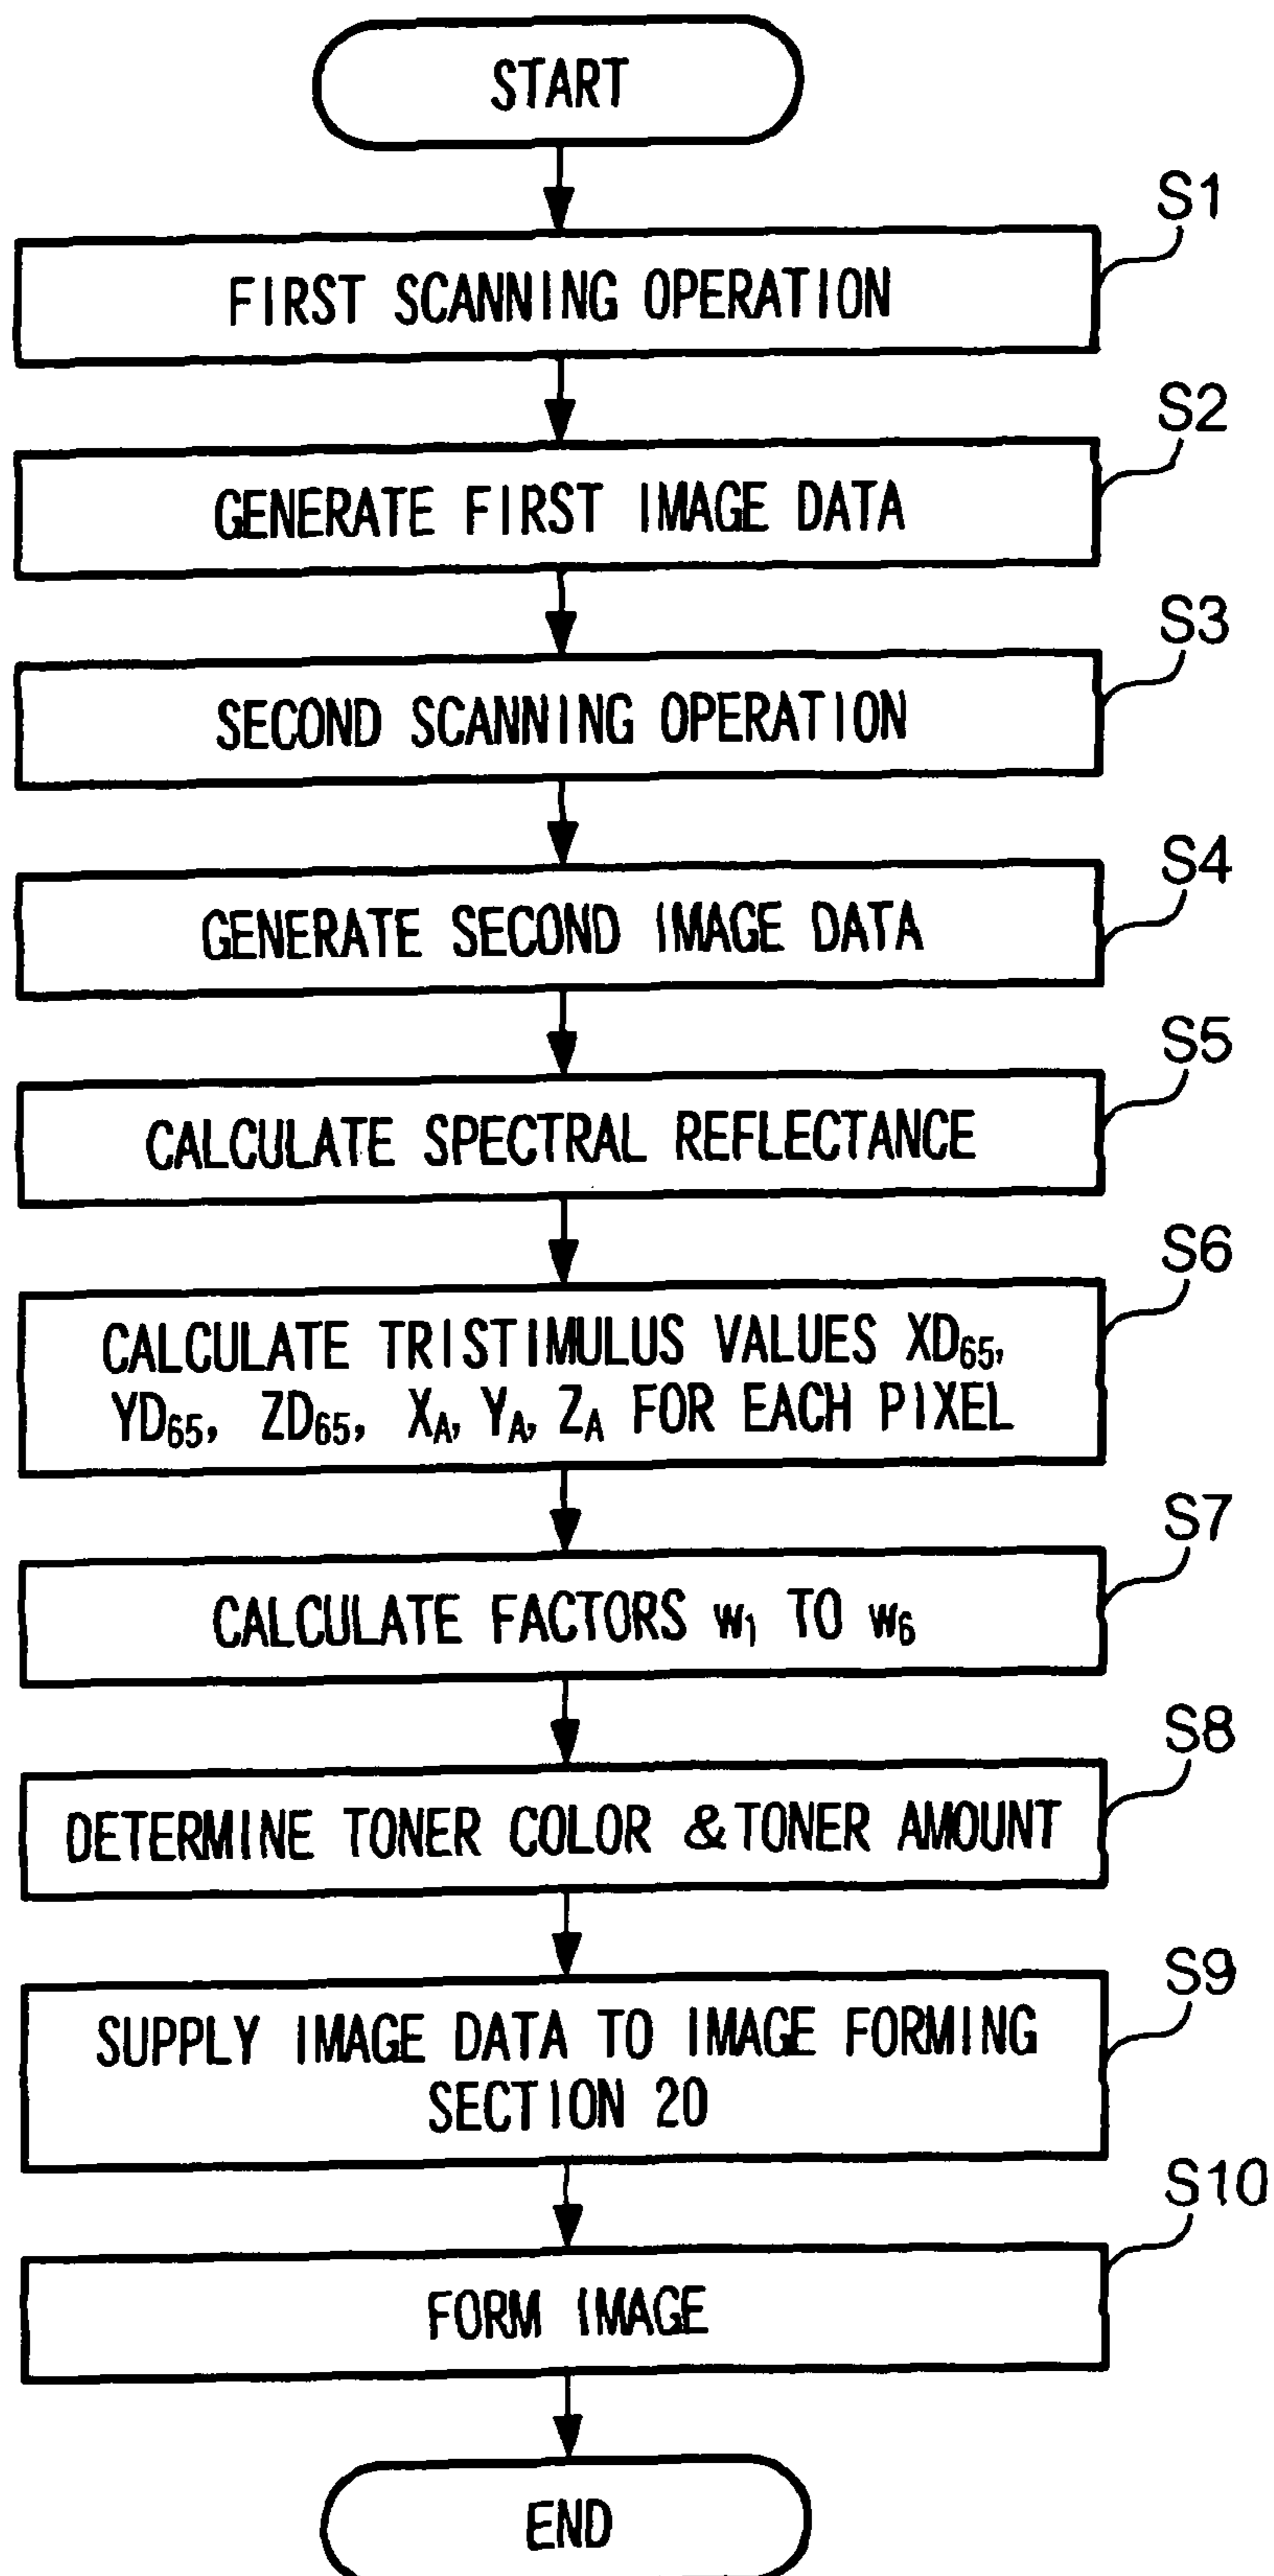 START
S1
FIRST SCANNING OPERATION
S2
GENERATE FIRST IMAGE DATA
S3
SECOND SCANNING OPERATION
S4
GENERATE SECOND IMAGE DATA
S5
CALCULATE SPECTRAL REFLECTANCE
S6
CALCULATE TRISTIMULUS VALUES XD₆₅,
YD₆₅, ZD₆₅, X_A, Y_A, Z_A FOR EACH PIXEL
S7
CALCULATE FACTORS w₁ TO w₆
S8
DETERMINE TONER COLOR & TONER AMOUNT
S9
SUPPLY IMAGE DATA TO IMAGE FORMING
SECTION 20
S10
FORM IMAGE
END